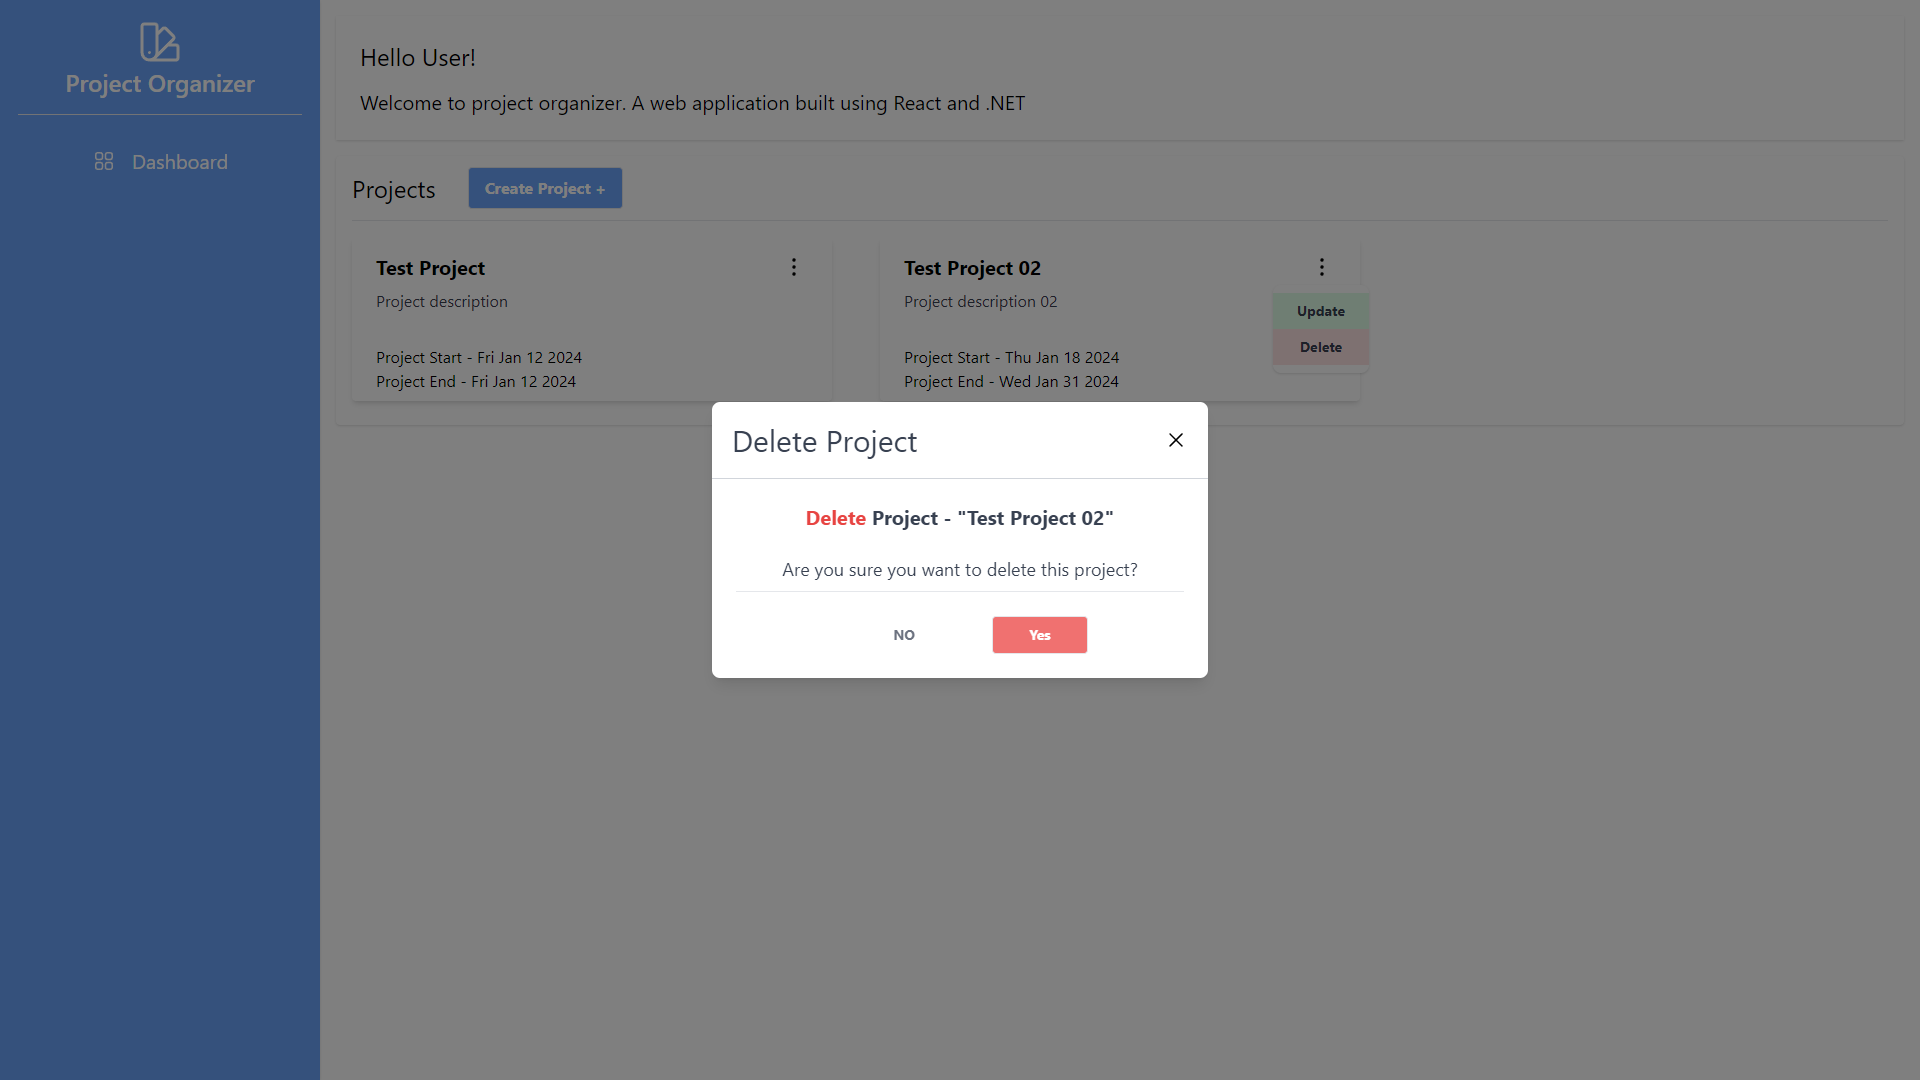 Project Organizer
Dashboard
Hello User!
Welcome to project organizer. A web application built using React and .NET
Projects
Create Project +
Test Project
Project description
Project Start - Fri Jan 12 2024
Project End - Fri Jan 12 2024
Test Project 02
Project description 02
Project Start - Thu Jan 18 2024
Project End - Wed Jan 31 2024
Update
Delete
Delete Project
Delete Project - "Test Project 02"
Are you sure you want to delete this project?
NO
Yes